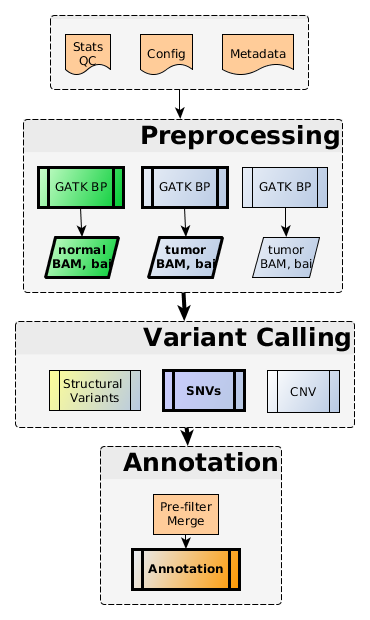 Stats
QC
Config
Metadata
Preprocessing
GATK BP
GATK BP
GATK BP
normal
BAM, bai
tumor
BAM, bai
tumor
BAM, bai
Variant Calling
Structural
Variants
SNVs
CNV
Annotation
Pre-filter
Merge
Annotation